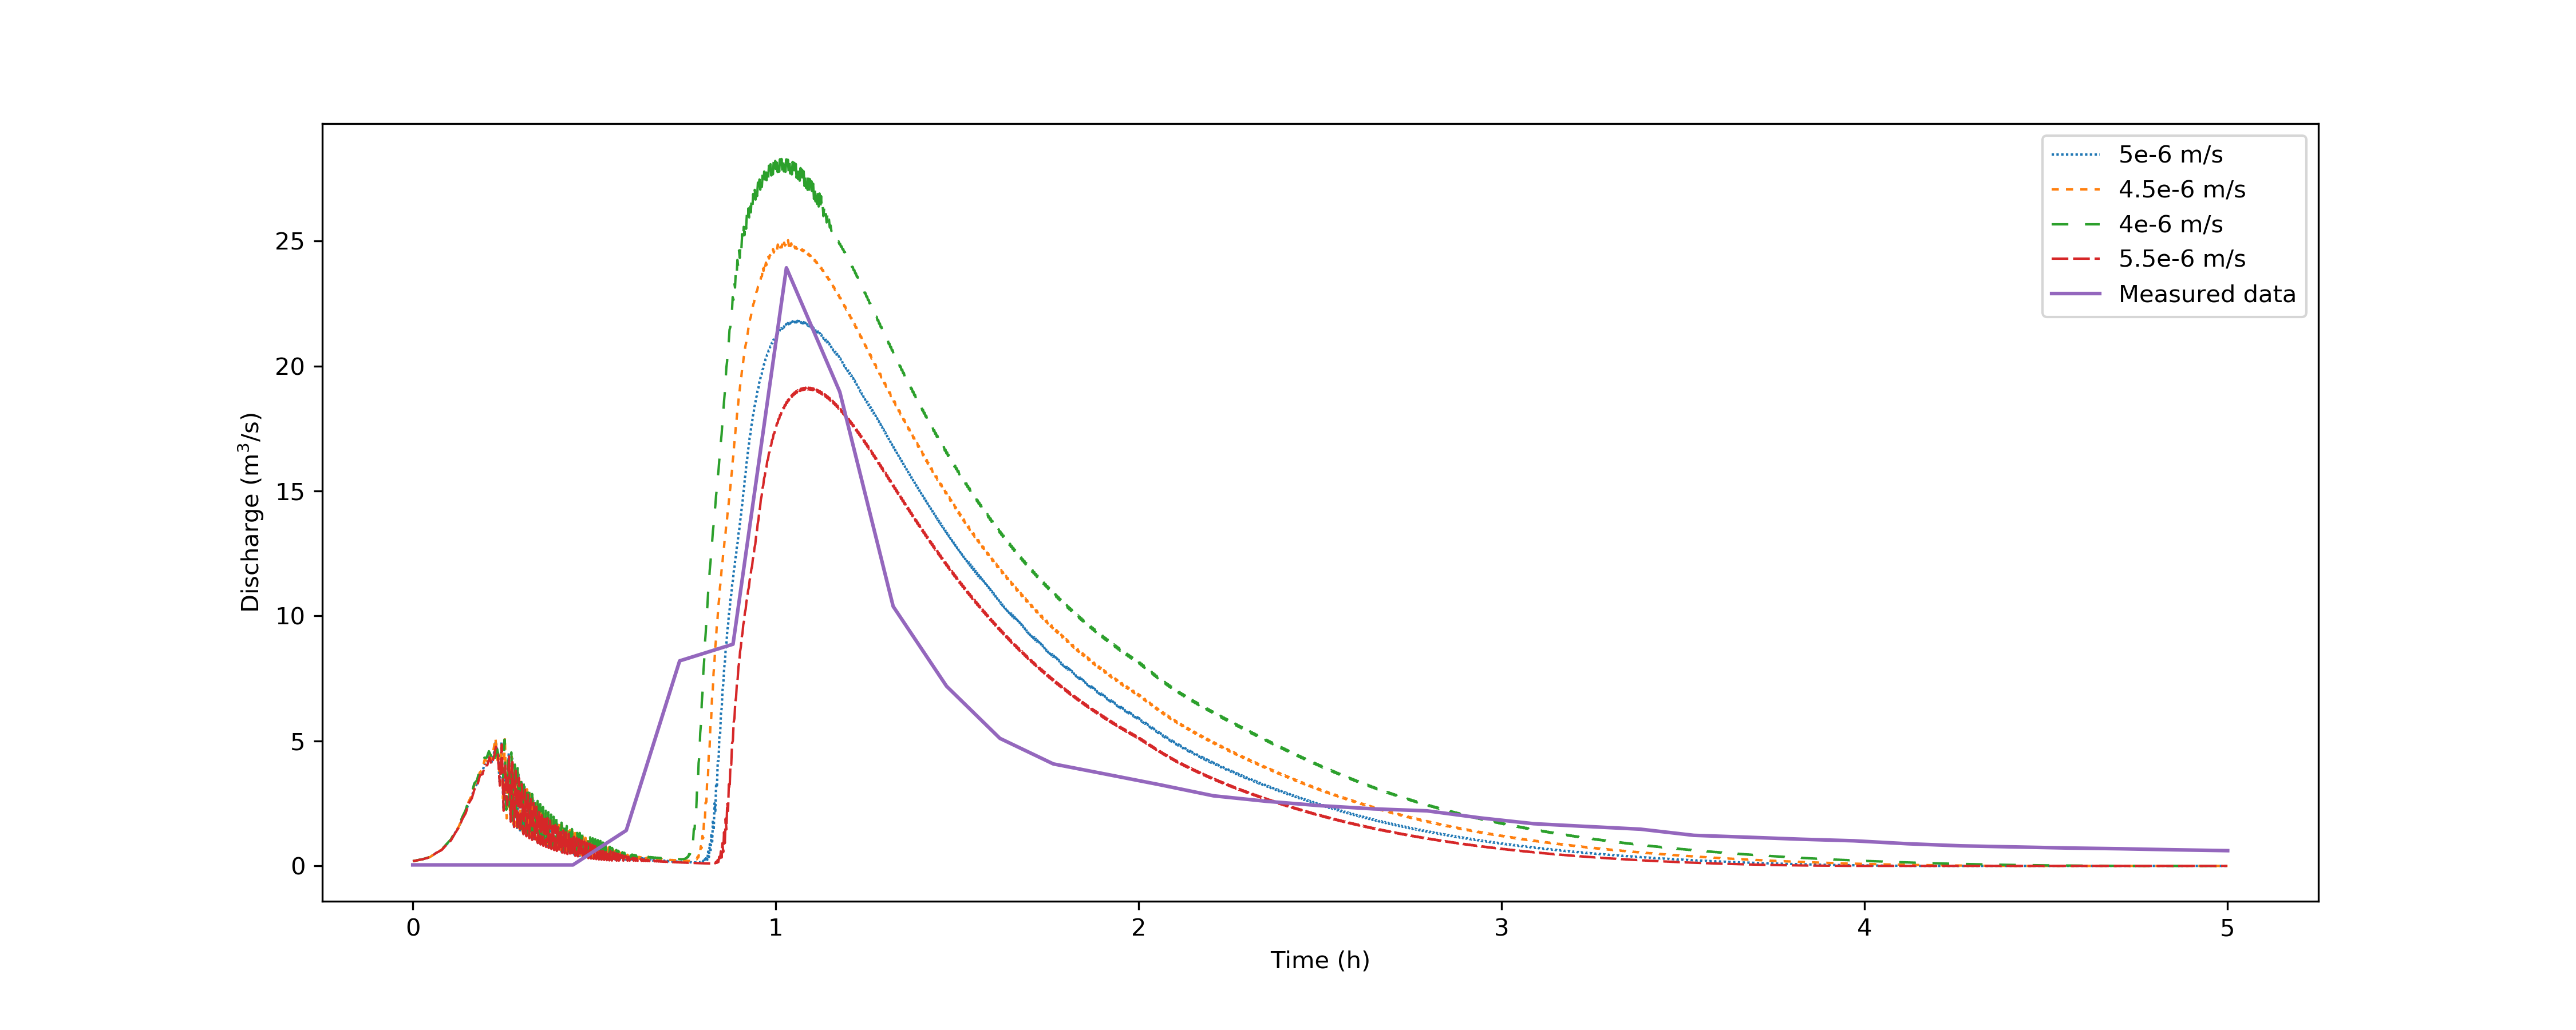 5e-6 m/s
4.5e-6 m/s
4e-6 m/s
5.5e-6 m/s
Measured data
Discharge (m³/s)
25
20
15
10
5
0
0 1 2 3 4 5
Time (h)